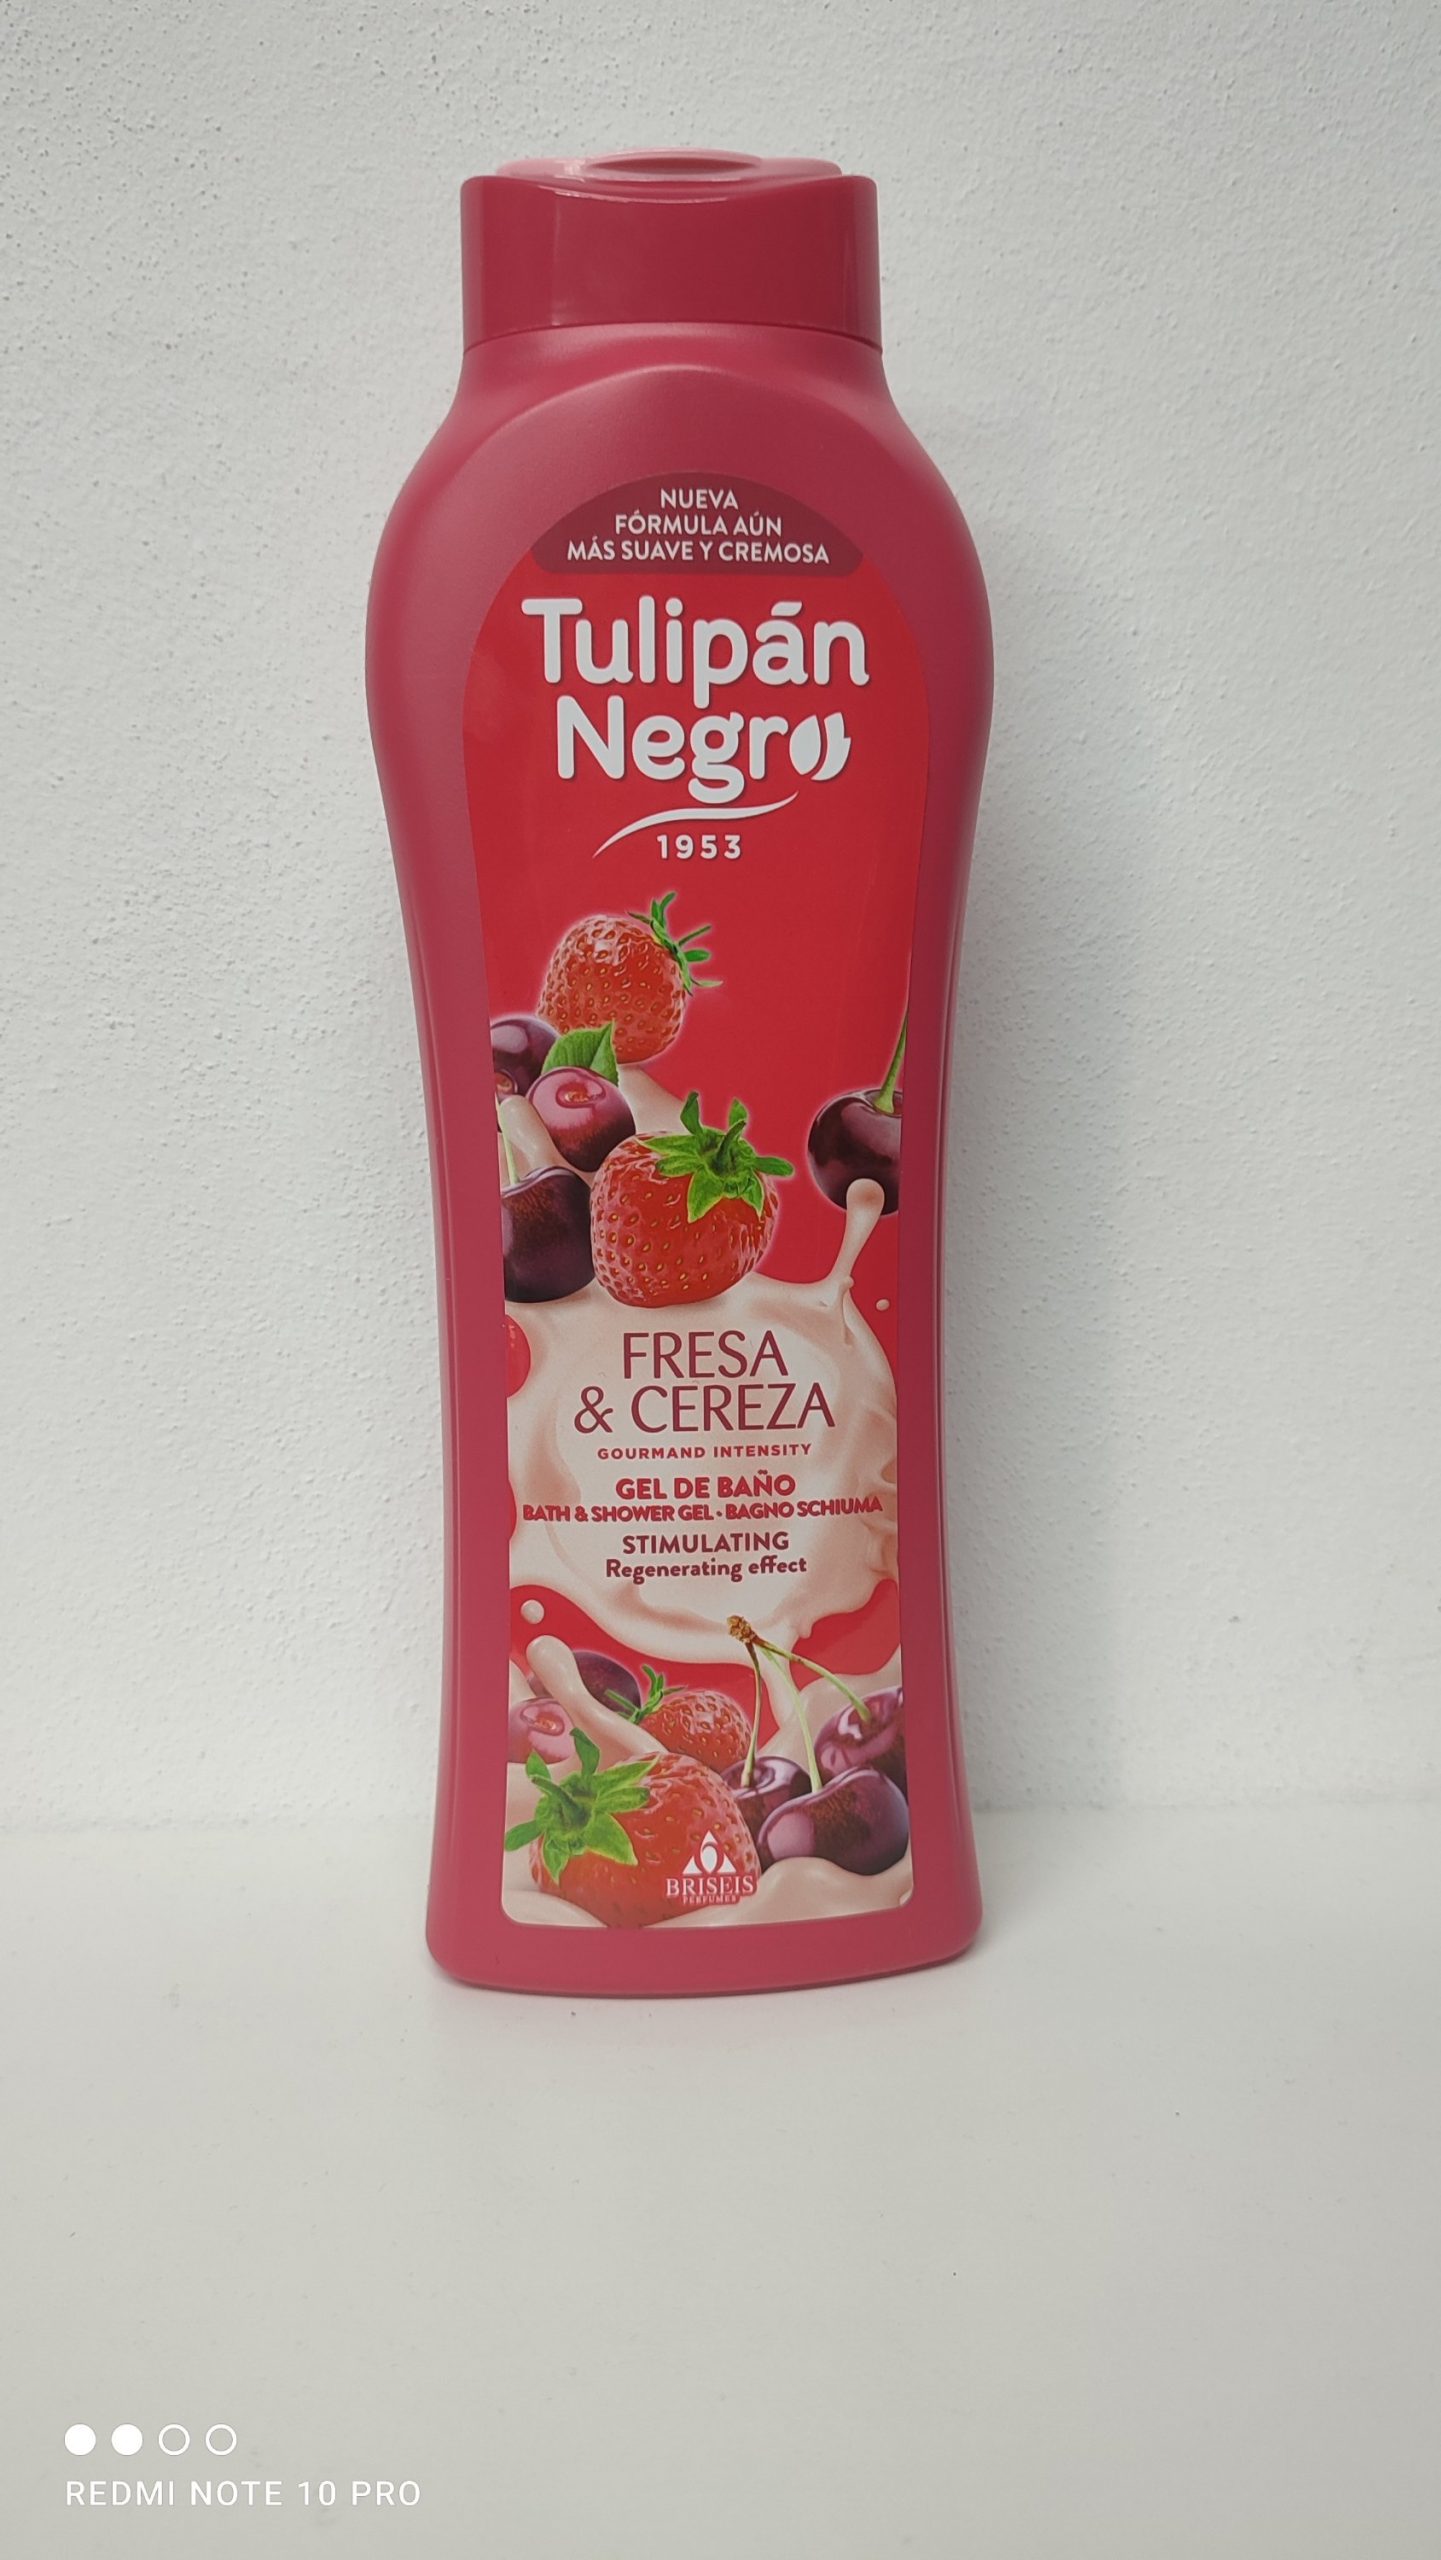 NUEVA
FÓRMULA AÚN
MÁS SUAVE Y CREMOSA
Tulipán
Negro
1953
FRESA
& CEREZA
GOURMAND INTENSITY
GEL DE BAÑO
BATH & SHOWER GEL • BAGNO SCHIUMA
STIMULATING
Regenerating effect
BRISEIS
PERFUMES
REDMI NOTE 10 PRO